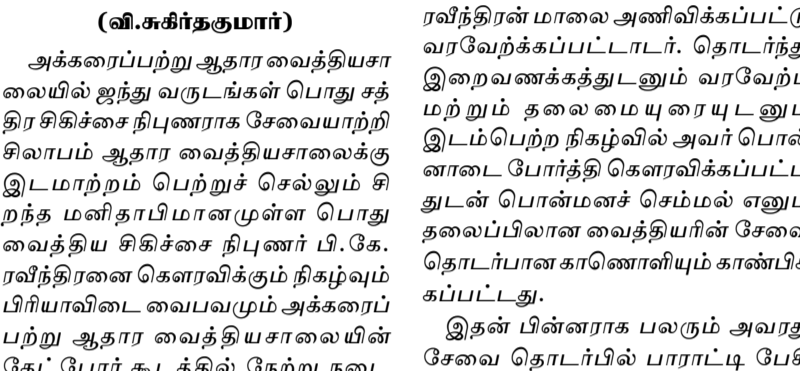 (வி.சுகிர்தகுமார்)
அக்கரைப்பற்று ஆதார வைத்தியசா
லையில் ஐந்து வருடங்கள் பொது சத்
திர சிகிச்சை நிபுணராக சேவையாற்றி
சிலாபம் ஆதார வைத்தியசாலைக்கு
இடமாற்றம் பெற்றுச் செல்லும் சி
றந்த மனிதாபிமானமுள்ள பொது
வைத்திய சிகிச்சை நிபுணர் பி.கே.
ரவீந்திரனை கௌரவிக்கும் நிகழ்வும்
பிரியாவிடை வைபவமும் அக்கரைப்
பற்று ஆதார வைத்தியசாலையின்
கேட்போர் கூடத்தில் நேற்று நடை
ரவீந்திரன் மாலை அணிவிக்கப்பட்டு
வரவேற்க்கப்பட்டாடர். தொடர்ந்து
இறைவணக்கத்துடனும் வரவேற்ப
மற்றும் தலைமையுரையுடனும்
இடம்பெற்ற நிகழ்வில் அவர் பொன்
னாடை போர்த்தி கௌரவிக்கப்பட்ட
துடன் பொன்மனச் செம்மல் எனும்
தலைப்பிலான வைத்தியரின் சேவை
தொடர்பான காணொளியும் காண்பிக்
கப்பட்டது.
இதன் பின்னராக பலரும் அவரது
சேவை தொடர்பில் பாராட்டி பேசி